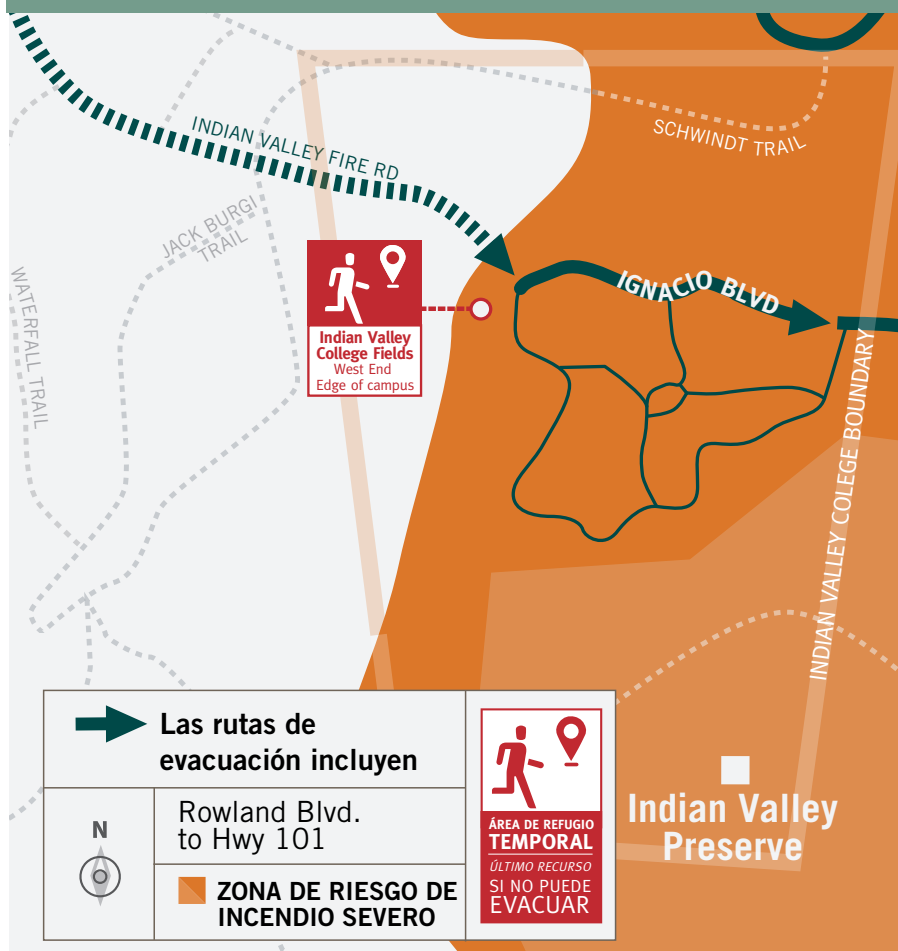 SCHWINDT TRAIL
INDIAN VALLEY FIRE RD
JACK BURGI
TRAIL
WATERFALL TRAIL
IGNACIO BLVD
Indian Valley
College Fields
West End
Edge of campus
INDIAN VALLEY COLEGE BOUNDARY
Las rutas de
evacuación incluyen
N
Rowland Blvd.
to Hwy 101
ZONA DE RIESGO DE
INCENDIO SEVERO
ÁREA DE REFUGIO
TEMPORAL
ÚLTIMO RECURSO
SI NO PUEDE
EVACUAR
Indian Valley
Preserve